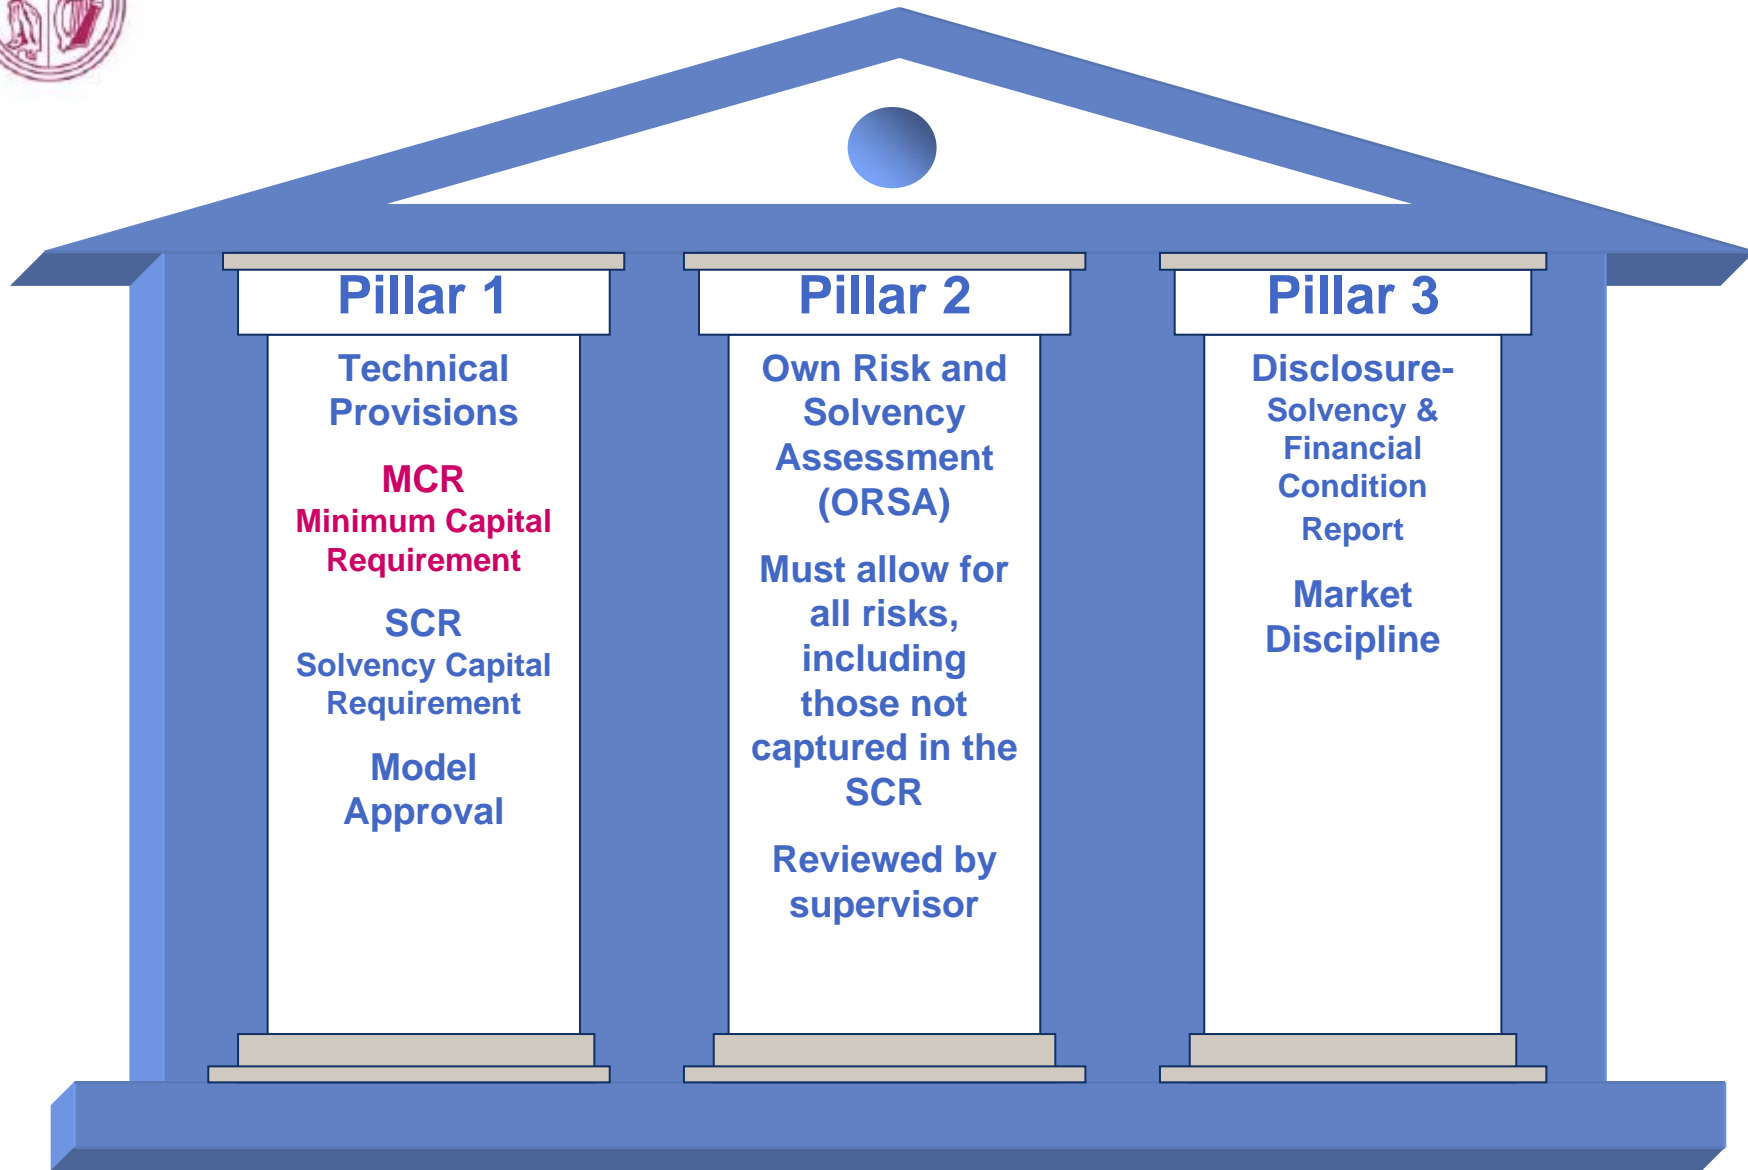 Pillar 1
Technical
Provisions
MCR
Minimum Capital
Requirement
SCR
Solvency Capital
Requirement
Model
Approval
Pillar 2
Own Risk and
Solvency
Assessment
(ORSA)
Must allow for
all risks,
including
those not
captured in the
SCR
Reviewed by
supervisor
Pillar 3
Disclosure-
Solvency &
Financial
Condition
Report
Market
Discipline